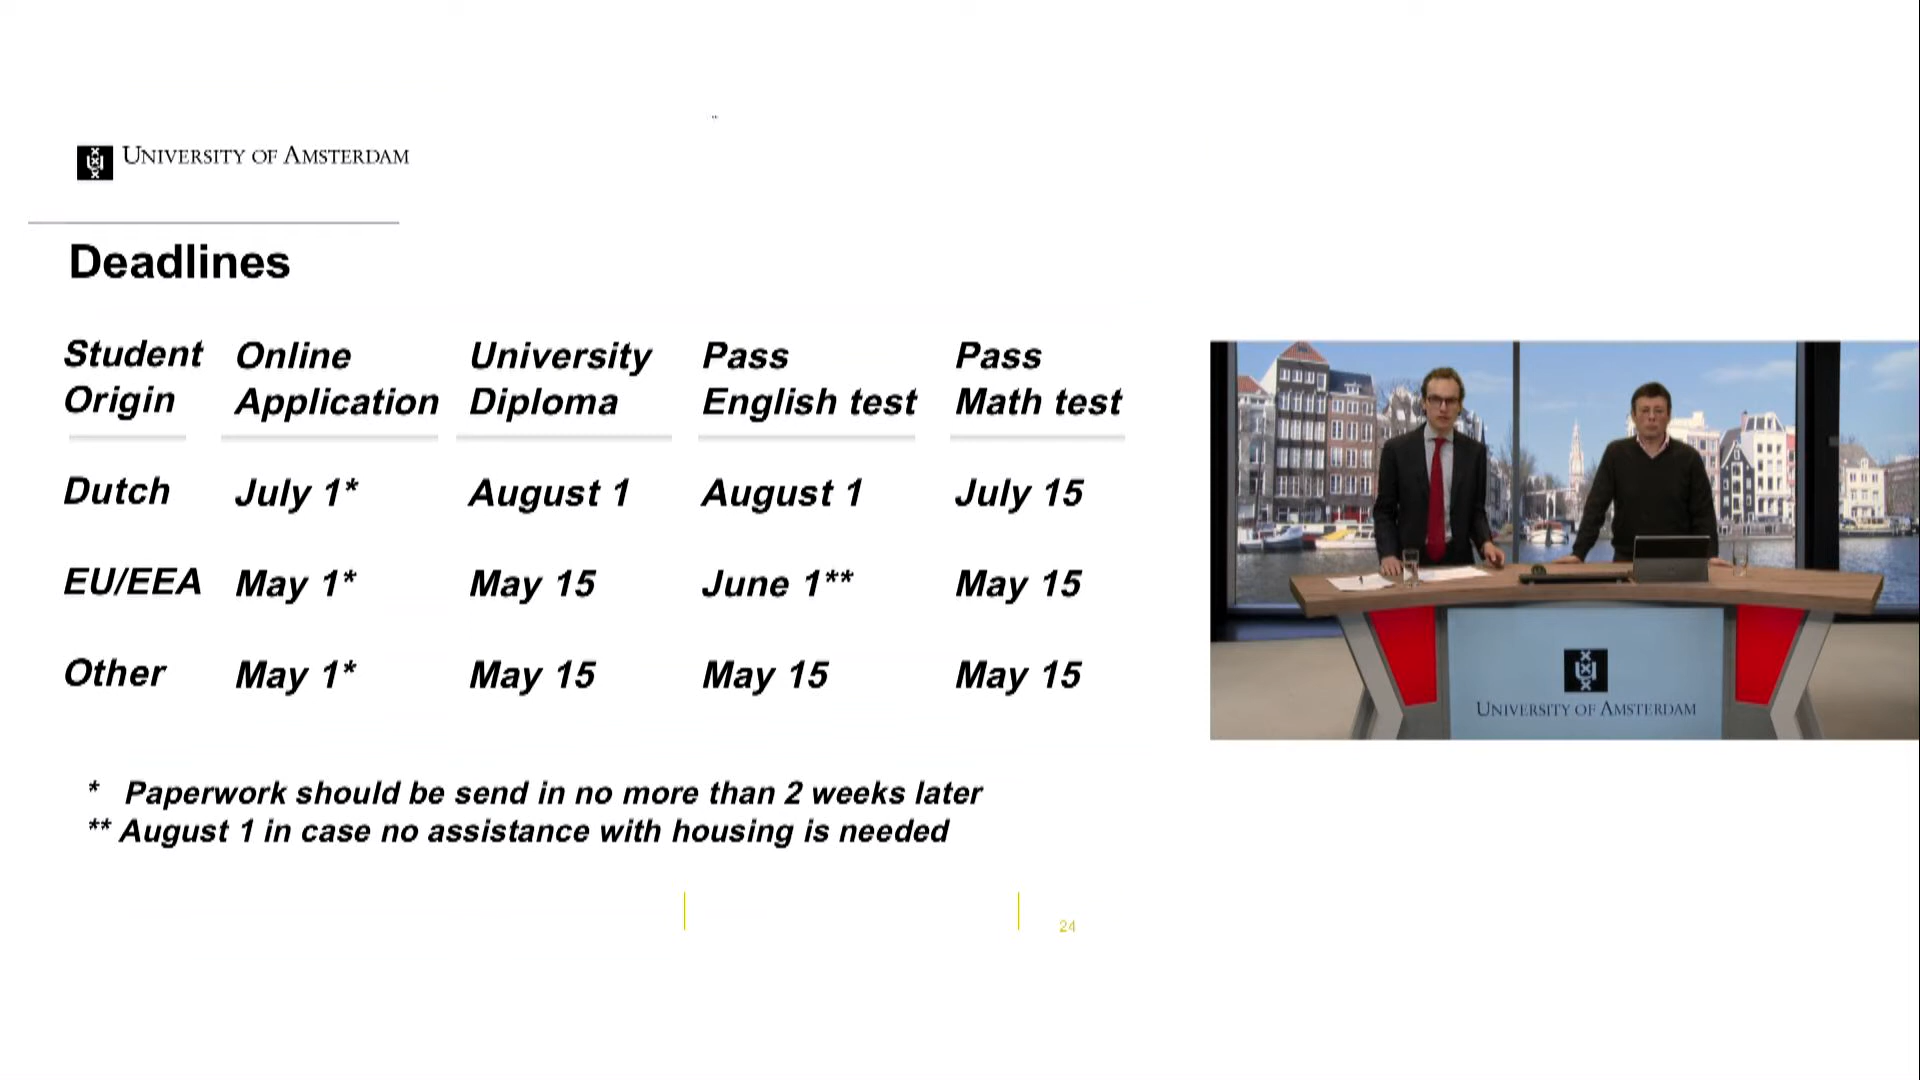 UNIVERSITY OF AMSTERDAM
Deadlines
Student Origin Online Application University Diploma Pass English test Pass Math test
Dutch July 1* August 1 August 1 July 15
EU/EEA May 1* May 15 June 1** May 15
Other May 1* May 15 May 15 May 15
* Paperwork should be send in no more than 2 weeks later
** August 1 in case no assistance with housing is needed
24
UNIVERSITY OF AMSTERDAM